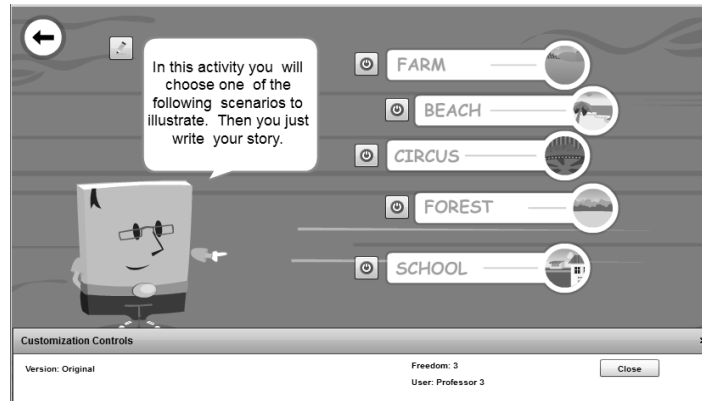 In this activity you will
choose one of the
following scenarios to
illustrate. Then you just
write your story.
FARM
BEACH
CIRCUS
FOREST
SCHOOL
Customization Controls
Version: Original
Freedom: 3
User: Professor 3
Close